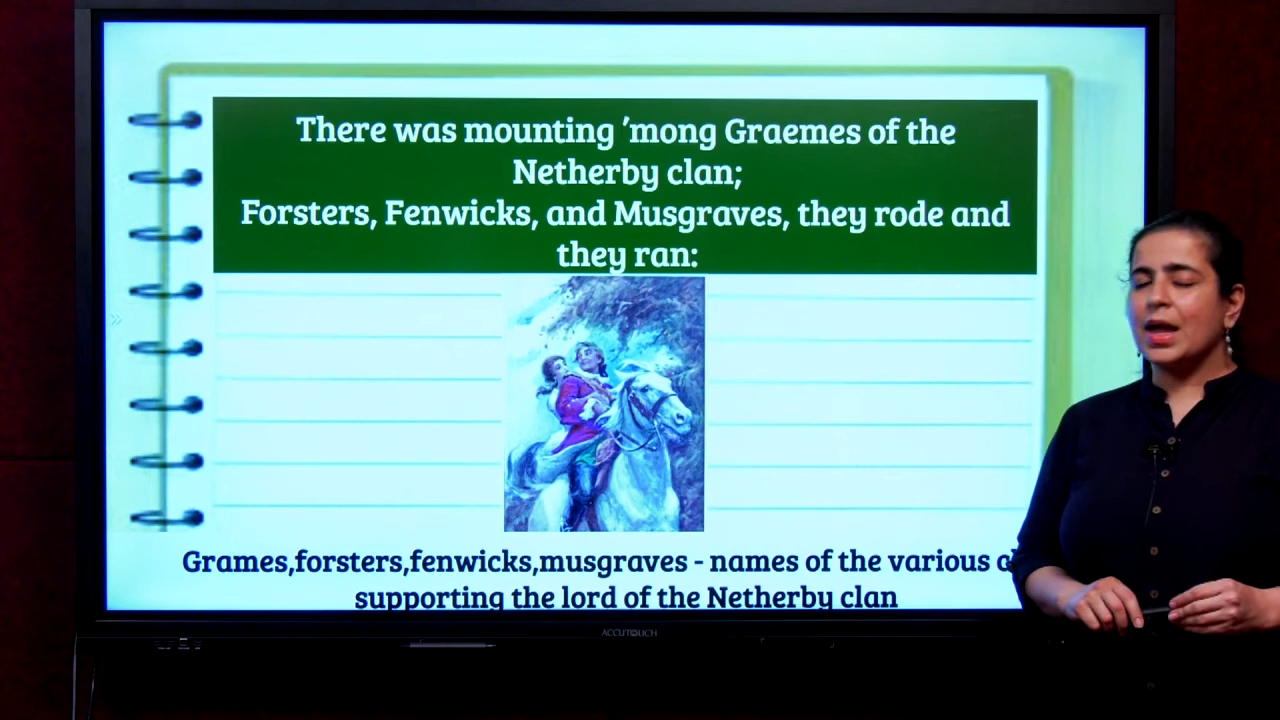 There was mounting ’mong Graemes of the
Netherby clan;
Forsters, Fenwicks, and Musgraves, they rode and
they ran:
Grames,forsters,fenwicks,musgraves - names of the various
supporting the lord of the Netherby clan
ACCUTOUCH